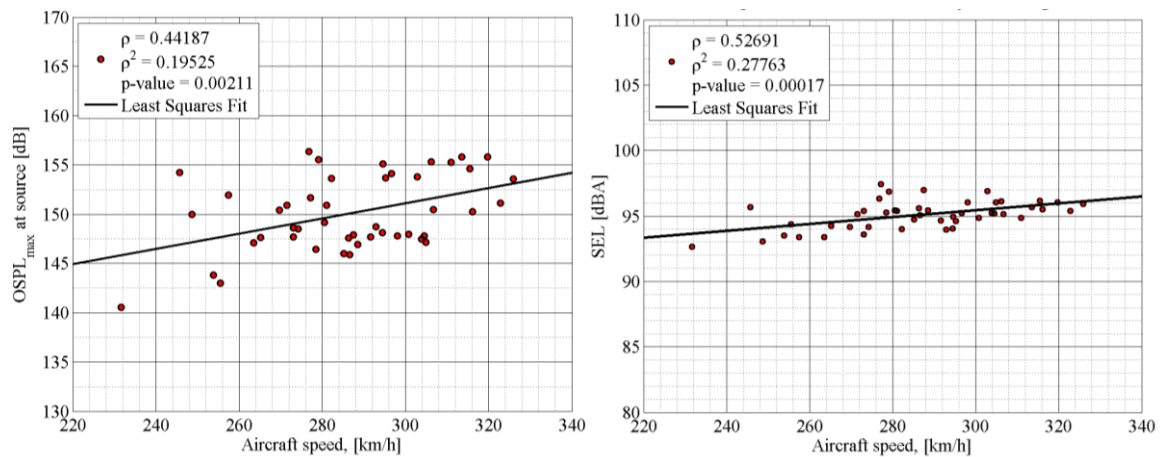 ρ = 0.44187
ρ² = 0.19525
p-value = 0.00211
Least Squares Fit
170
165
160
155
150
145
140
135
130
OSPL_max at source [dB]
220 240 260 280 300 320 340
Aircraft speed, [km/h]
ρ = 0.52691
ρ² = 0.27763
p-value = 0.00017
Least Squares Fit
110
105
100
95
90
85
80
SEL [dBA]
220 240 260 280 300 320 340
Aircraft speed, [km/h]